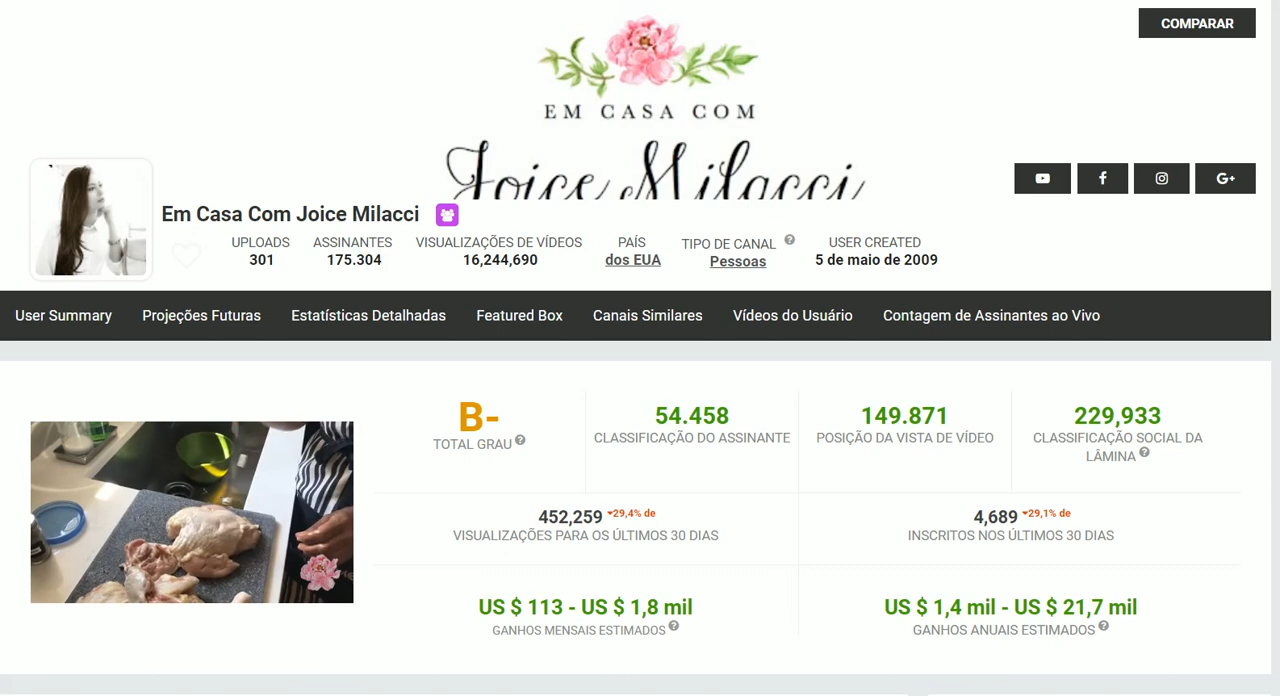 COMPARAR
EM CASA COM
Joice Milacci
G+
Em Casa Com Joice Milacci
UPLOADS ASSINANTES VISUALIZAÇÕES DE VÍDEOS PAÍS TIPO DE CANAL ? USER CREATED
301 175.304 16,244,690 dos EUA Pessoas 5 de maio de 2009
User Summary Projeções Futuras Estatísticas Detalhadas Featured Box Canais Similares Vídeos do Usuário Contagem de Assinantes ao Vivo
B- 54.458 149.871 229,933
TOTAL GRAU ? CLASSIFICAÇÃO DO ASSINANTE POSIÇÃO DA VISTA DE VÍDEO CLASSIFICAÇÃO SOCIAL DA
LÂMINA ?
452,259 29,4% de 4,689 29,1% de
VISUALIZAÇÕES PARA OS ÚLTIMOS 30 DIAS INSCRITOS NOS ÚLTIMOS 30 DIAS
US $ 113 - US $ 1,8 mil US $ 1,4 mil - US $ 21,7 mil
GANHOS MENSAIS ESTIMADOS ? GANHOS ANUAIS ESTIMADOS ?